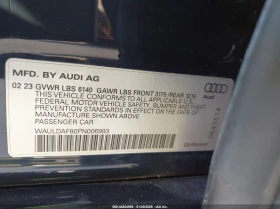 MFD. BY AUDI AG
02 23 GVWR LBS 6140 GAWR LBS FRONT 3175 REAR 3230
THIS VEHICLE CONFORMS TO ALL APPLICABLE U.S.
FEDERAL MOTOR VEHICLE SAFETY, BUMPER, AND
THEFT PREVENTION STANDARDS IN EFFECT ON THE
DATE OF MANUFACTURE SHOWN ABOVE.
WAULDAF80PN006993
PASSENGER CAR
Audi